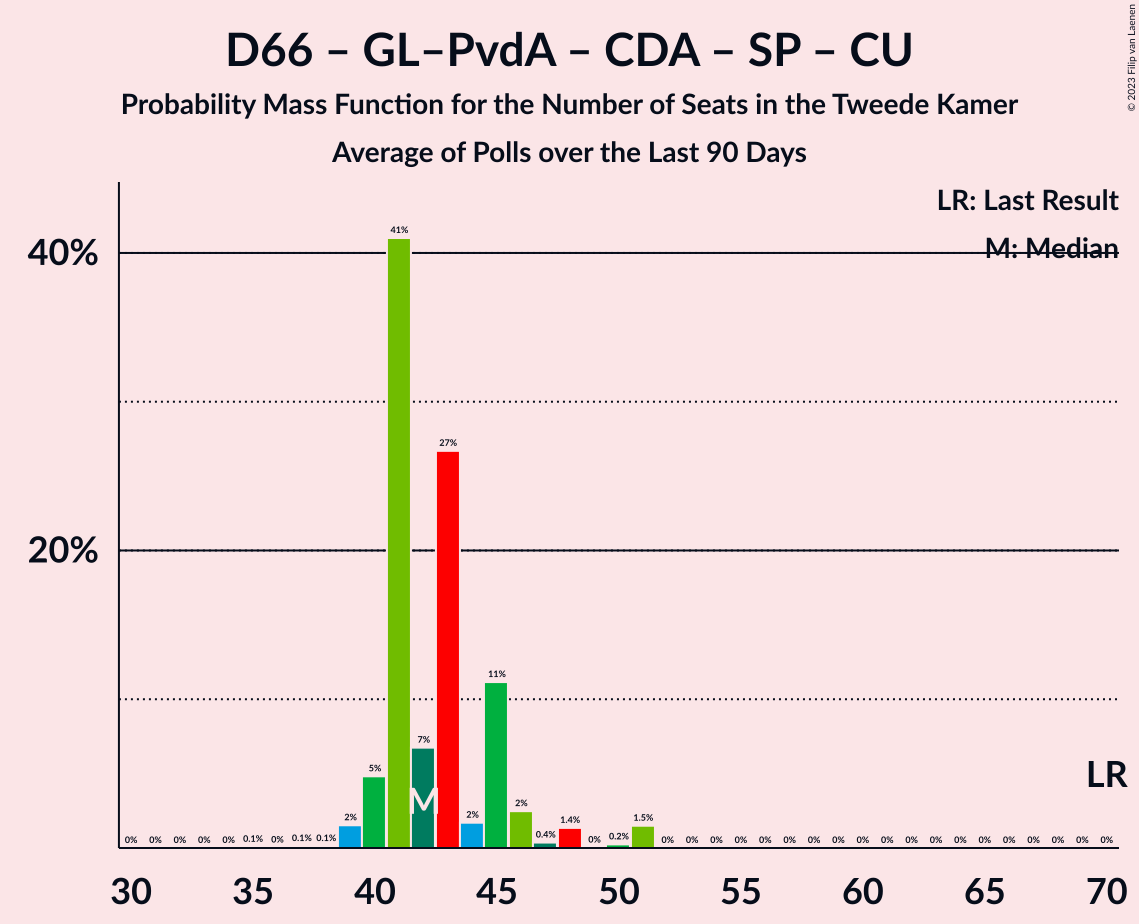 D66 – GL–PvdA – CDA – SP – CU
Probability Mass Function for the Number of Seats in the Tweede Kamer
Average of Polls over the Last 90 Days
© 2023 Filip van Laenen
LR: Last Result
M: Median
40%
20%
0% 0% 0% 0% 0% 0.1% 0% 0.1% 0.1% 2% 5% 41% 7% 27% 2% 11% 2% 0.4% 1.4% 0% 0.2% 1.5% 0% 0% 0% 0% 0% 0% 0% 0% 0% 0% 0% 0% 0% 0% 0% 0% 0% 0% 0%
M
LR
30 35 40 45 50 55 60 65 70